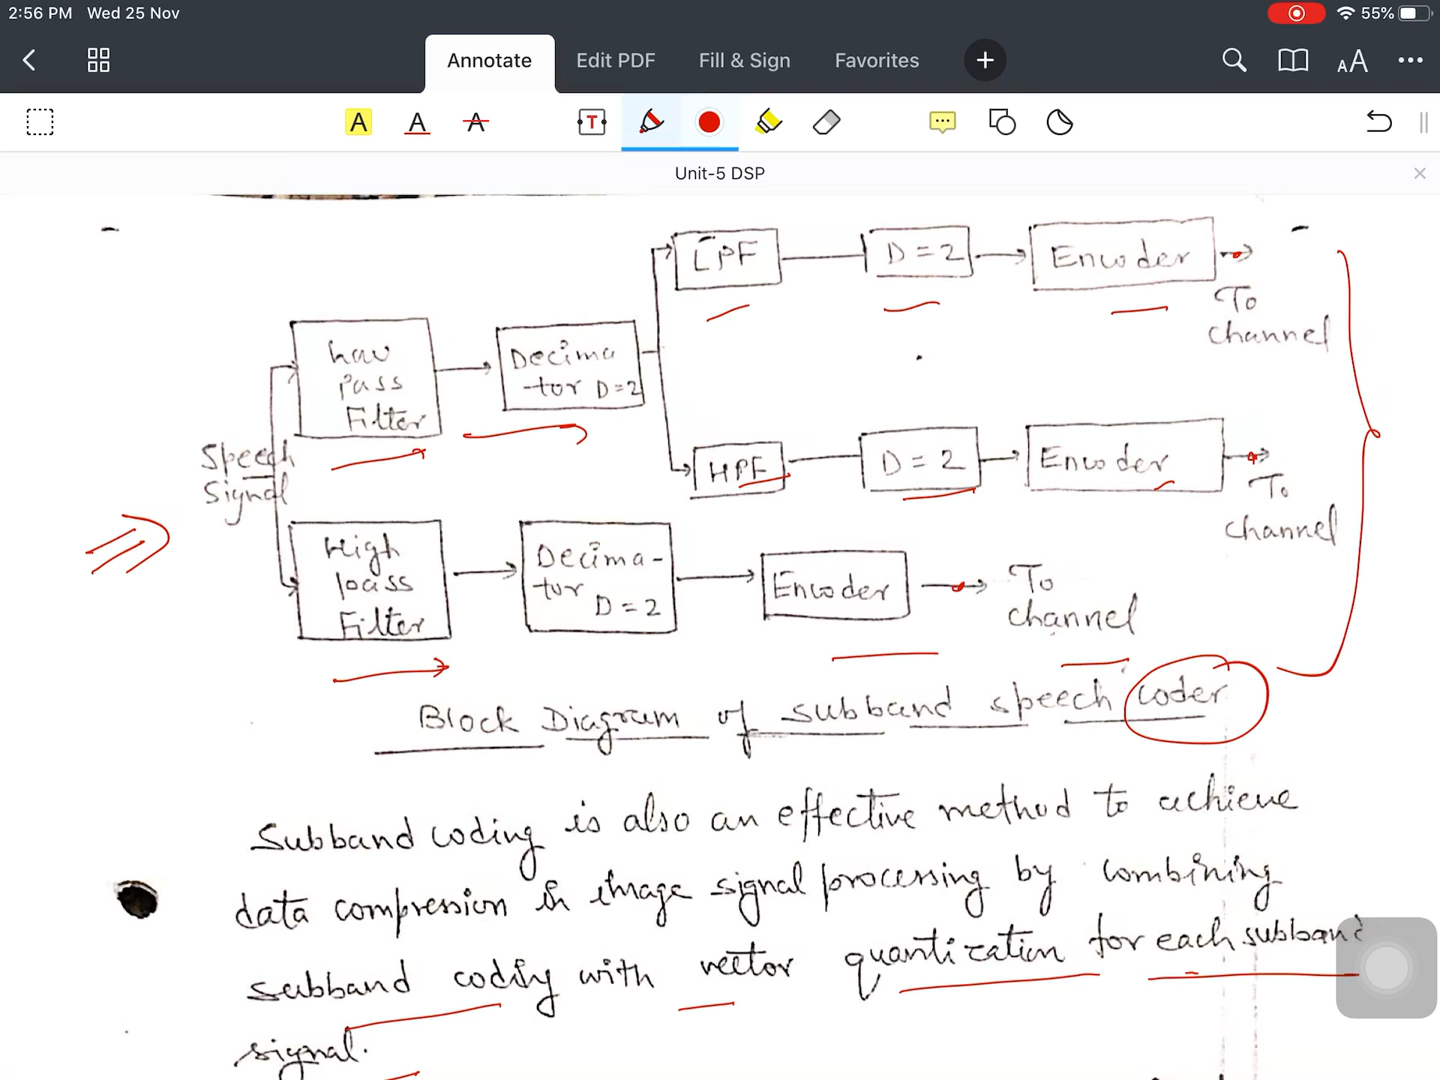 2:56 PM Wed 25 Nov
55%
Annotate
Edit PDF
Fill & Sign
Favorites
Unit-5 DSP
LPF
D = 2
Encoder
To
channel
Low
Pass
Filter
Decima
-tor D=2
Speech
Signal
HPF
D = 2
Encoder
To
channel
High
pass
Filter
Decima-
tor
D = 2
Encoder
To
channel
Block Diagram of subband speech coder
Subband coding is also an effective method to achieve
data compression in image signal processing by combining
subband coding with vector quantization for each subband
signal.